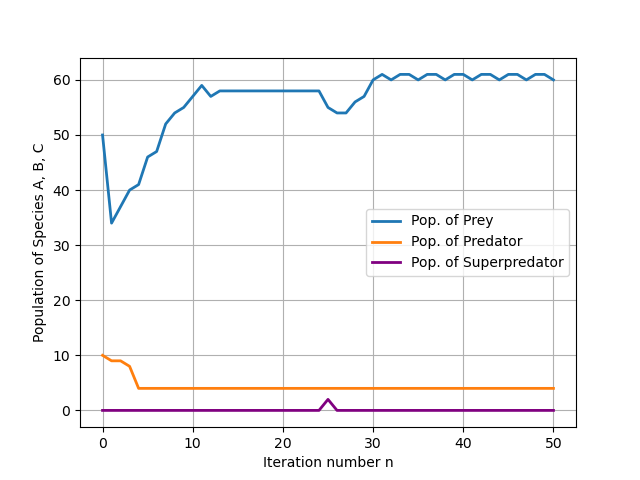 60
50
40
30
20
10
0
Population of Species A, B, C
Pop. of Prey
Pop. of Predator
Pop. of Superpredator
0 10 20 30 40 50
Iteration number n